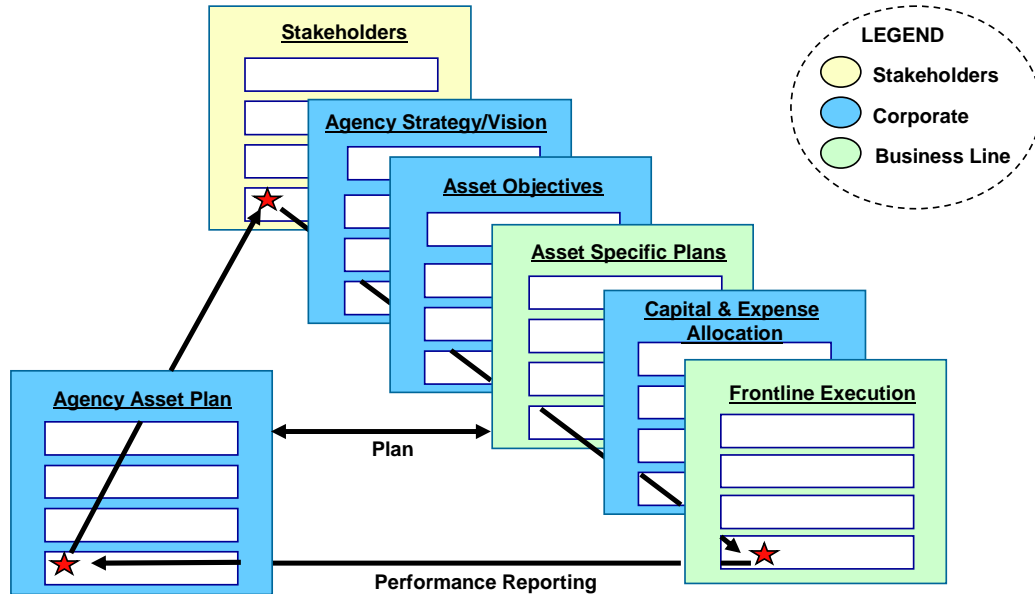 Stakeholders
LEGEND
Stakeholders
Corporate
Business Line
Agency Strategy/Vision
Asset Objectives
Asset Specific Plans
Capital & Expense
Allocation
Frontline Execution
Agency Asset Plan
Plan
Performance Reporting